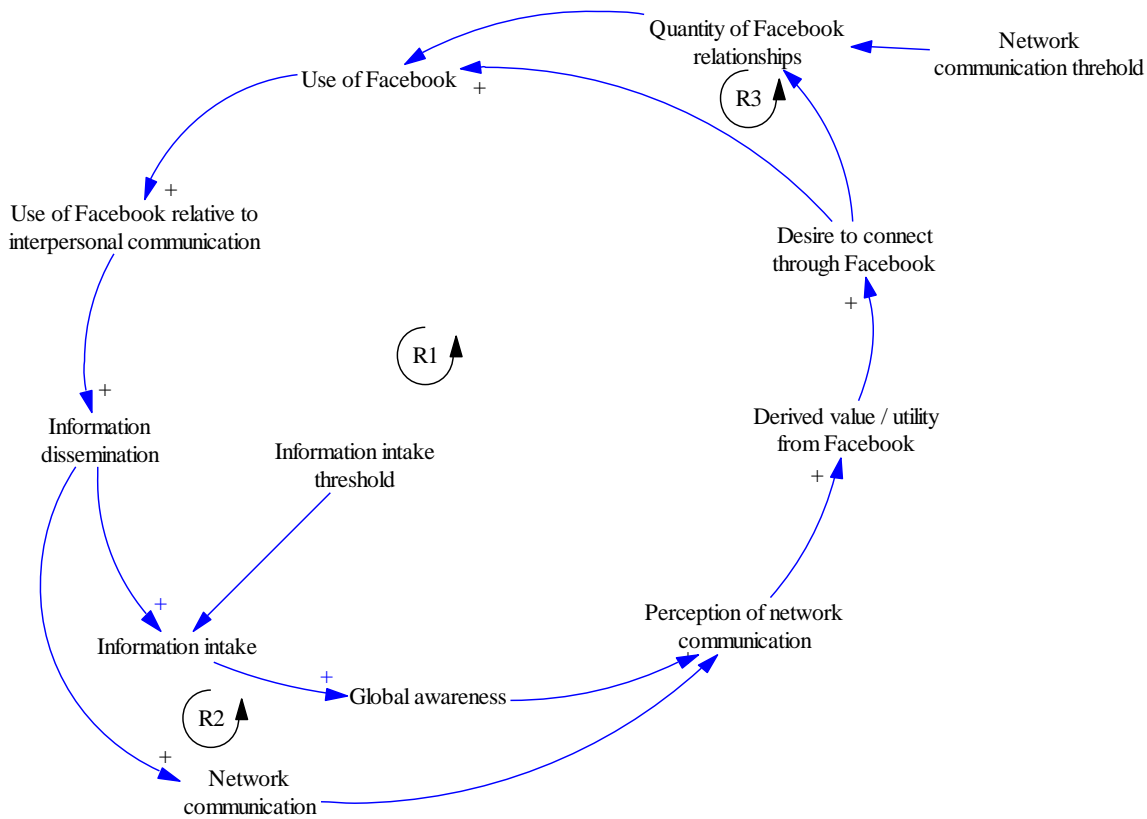 Quantity of Facebook
relationships
Network
communication threhold
Use of Facebook
+
R3
+
Use of Facebook relative to
interpersonal communication
Desire to connect
through Facebook
+
R1
+
Information
dissemination
Derived value / utility
from Facebook
Information intake
threshold
+
+
Perception of network
communication
Information intake
+
+
Global awareness
R2
+
Network
communication